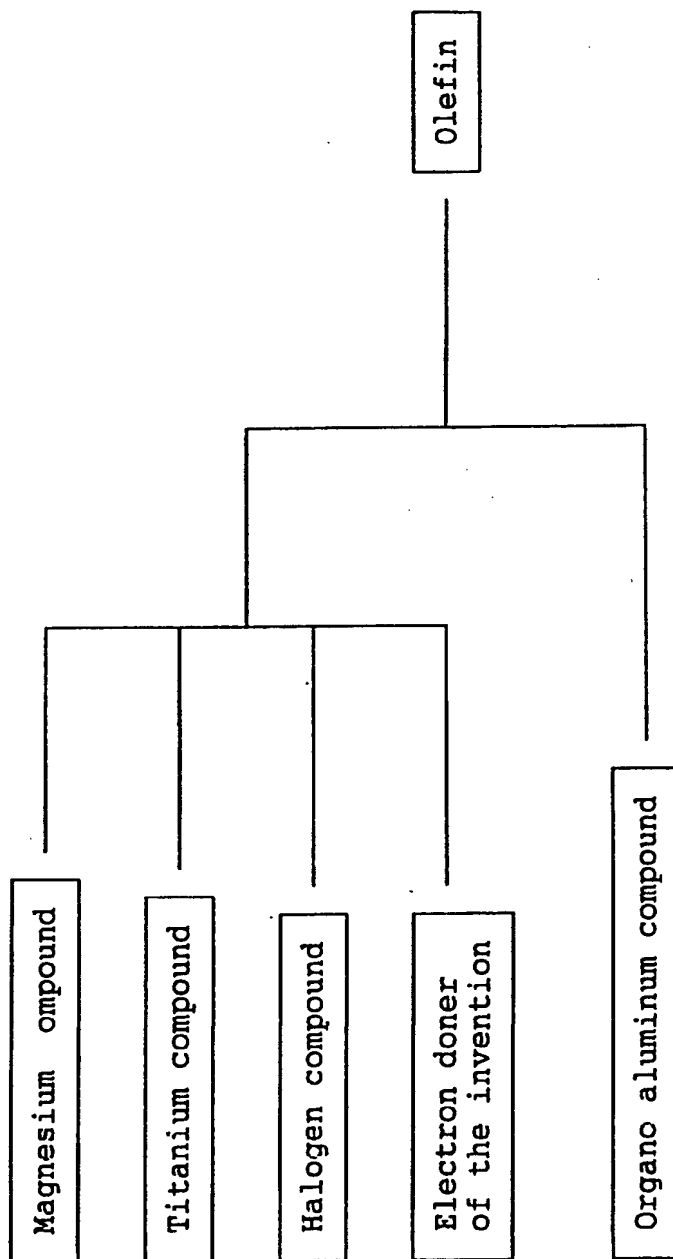 Magnesium ompound
Titanium compound
Halogen compound
Electron doner
of the invention
Organo aluminum compound
Olefin